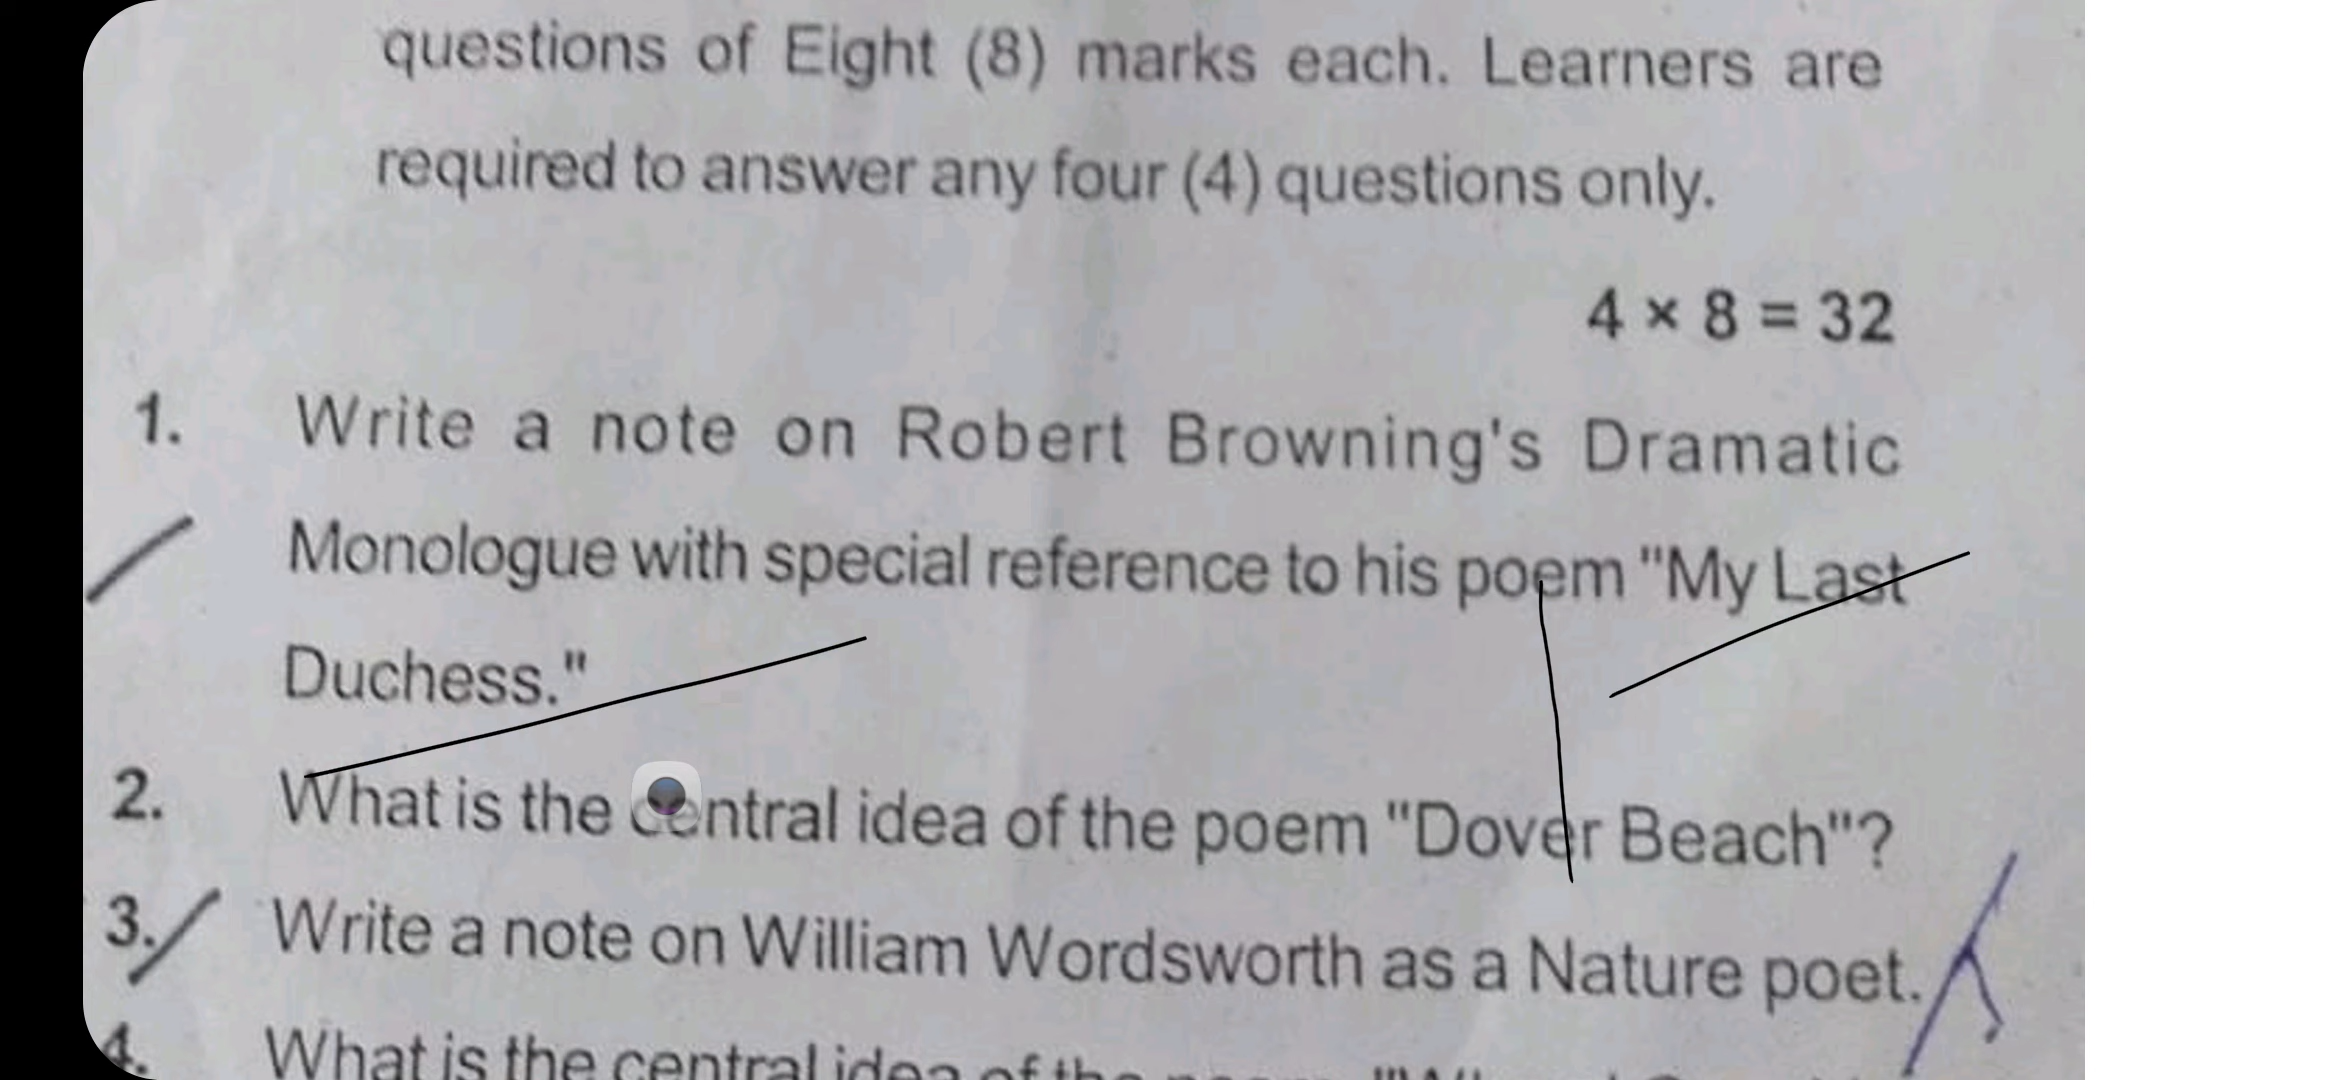 questions of Eight (8) marks each. Learners are
required to answer any four (4) questions only.
4 × 8 = 32
1. Write a note on Robert Browning's Dramatic
Monologue with special reference to his poem "My Last
Duchess."
2. What is the central idea of the poem "Dover Beach"?
3. Write a note on William Wordsworth as a Nature poet.
4. What is the central idea of the